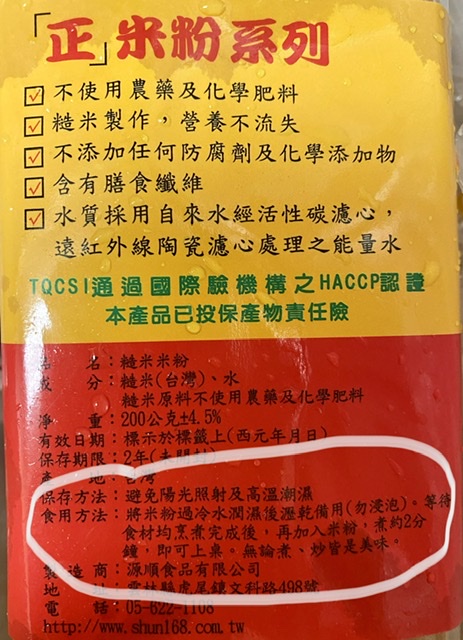 「正」米粉系列
☑ 不使用農藥及化學肥料
☑ 糙米製作，營養不流失
☑ 不添加任何防腐劑及化學添加物
☑ 含有膳食纖維
☑ 水質採用自來水經活性碳濾心，
遠紅外線陶瓷濾心處理之能量水
TQCSI通過國際驗機構之HACCP認證
本產品已投保產物責任險
名：糙米米粉
成 分：糙米(台灣)、水
糙米原料不使用農藥及化學肥料
淨 重：200公克±4.5%
有效日期：標示於標籤上(西元年月日)
保存期限：2年(未開封)
產 地：台灣
保存方法：避免陽光照射及高溫潮濕
食用方法：將米粉過冷水潤濕後瀝乾備用(勿浸泡)。等待
食材均烹煮完成後，再加入米粉，煮約2分
鐘，即可上桌。無論煮、炒皆是美味。
製造商：源順食品有限公司
地 址：雲林縣虎尾鎮文科路498號
電 話：05-622-1108
http://www.shun168.com.tw